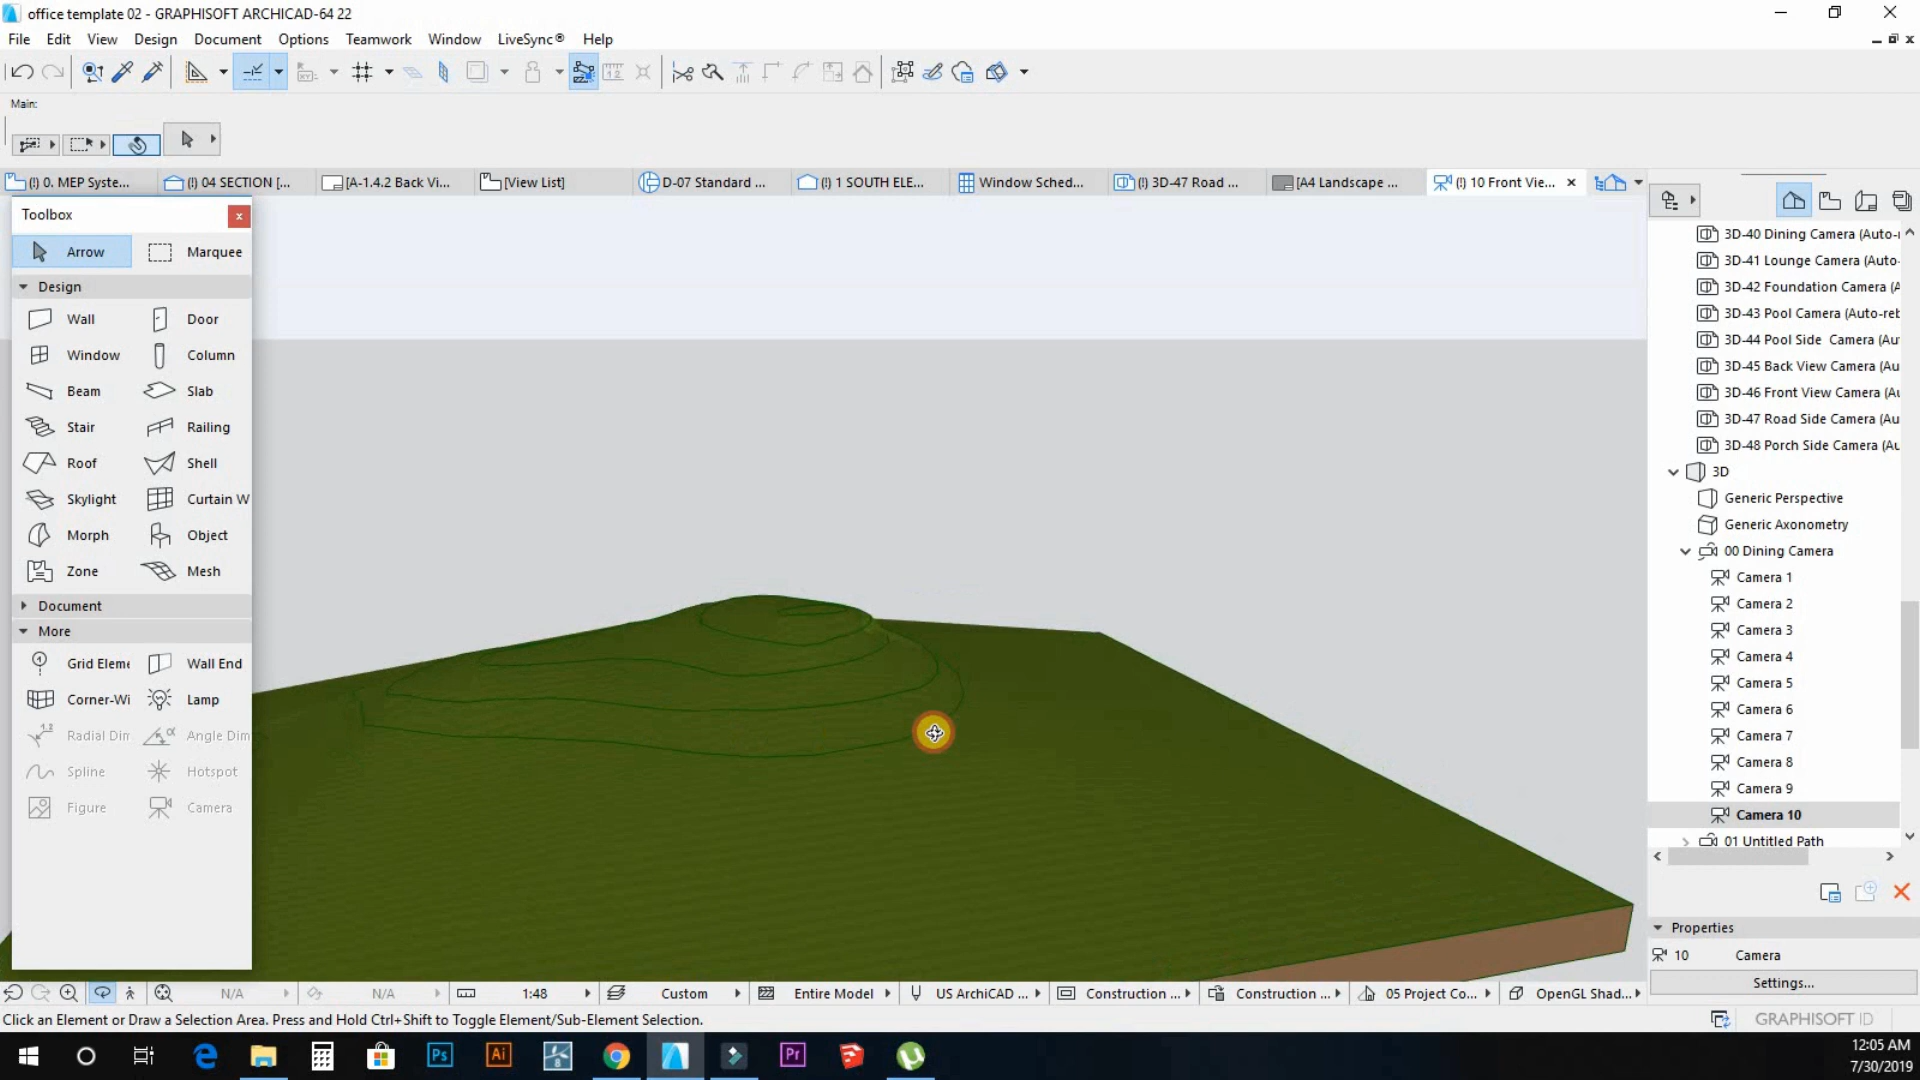 office template 02 - GRAPHISOFT ARCHICAD-64 22
File Edit View Design Document Options Teamwork Window LiveSync® Help
Main:
(!) 0. MEP Syste... (!) 04 SECTION [... [A-1.4.2 Back Vi... [View List] D-07 Standard ... (!) 1 SOUTH ELE... Window Sched... (!) 3D-47 Road ... [A4 Landscape ... (!) 10 Front Vie...
Toolbox
Arrow Marquee
Design
Wall Door
Window Column
Beam Slab
Stair Railing
Roof Shell
Skylight Curtain W
Morph Object
Zone Mesh
Document
More
Grid Eleme Wall End
Corner-Wi Lamp
Radial Din Angle Dim
Spline Hotspot
Figure Camera
3D-40 Dining Camera (Auto-r
3D-41 Lounge Camera (Auto-
3D-42 Foundation Camera (A
3D-43 Pool Camera (Auto-reb
3D-44 Pool Side Camera (Au
3D-45 Back View Camera (Au
3D-46 Front View Camera (Au
3D-47 Road Side Camera (Au
3D-48 Porch Side Camera (Au
3D
Generic Perspective
Generic Axonometry
00 Dining Camera
Camera 1
Camera 2
Camera 3
Camera 4
Camera 5
Camera 6
Camera 7
Camera 8
Camera 9
Camera 10
01 Untitled Path
Properties
10 Camera
Settings...
N/A N/A 1:48 Custom Entire Model US ArchiCAD ... Construction ... Construction ... 05 Project Co... OpenGL Shad...
Click an Element or Draw a Selection Area. Press and Hold Ctrl+Shift to Toggle Element/Sub-Element Selection.
GRAPHISOFT ID
Ps Ai 8 Pr
12:05 AM
7/30/2019